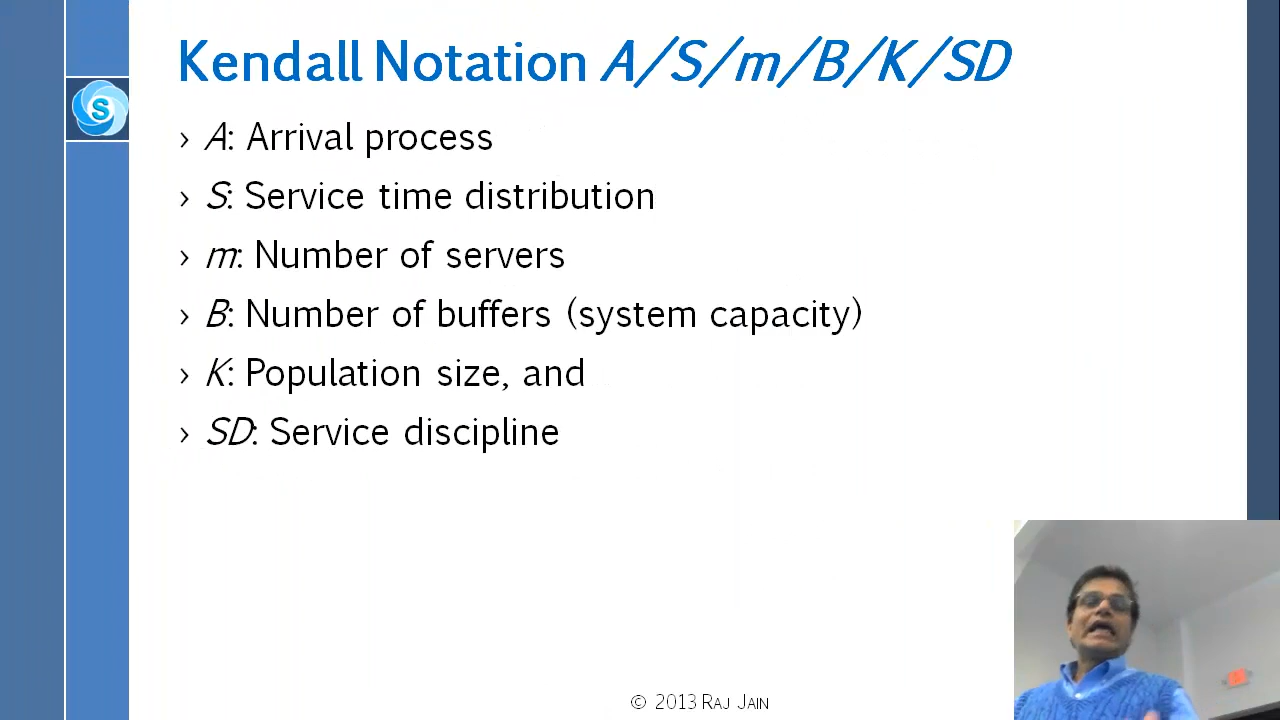 Kendall Notation A/S/m/B/K/SD
S
› A: Arrival process
› S: Service time distribution
› m: Number of servers
› B: Number of buffers (system capacity)
› K: Population size, and
› SD: Service discipline
© 2013 RAJ JAIN